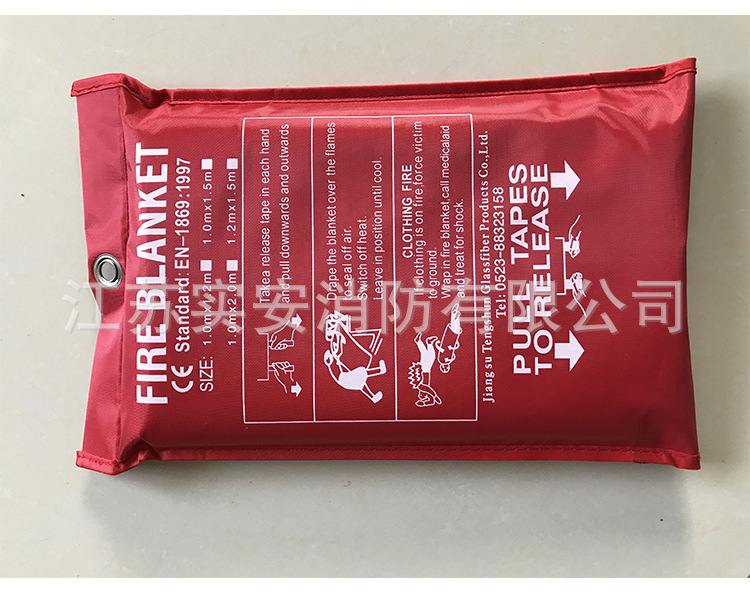 FIRE BLANKET
CE Standard: EN-1869:1997
SIZE: 1.0mx1.2m■ 1.0mx1.5m■
1.0mx2.0m■ 1.2mx1.5m■
Takea release tape in each hand
and pull downwards and outwards
Drope the blanket over the flames
to seal off air.
Switch off heat.
Leave in position until cool.
CLOTHING FIRE
If clothing is on fire,force victim
to ground.
Wrap in fire blanket call medicalaid
and treat for shock.
Jiang su Tengshun Glassfiber Products Co.,Ltd.
Tel: 0523-88323158
PULL TAPES
TO RELEASE
江苏实安消防有限公司